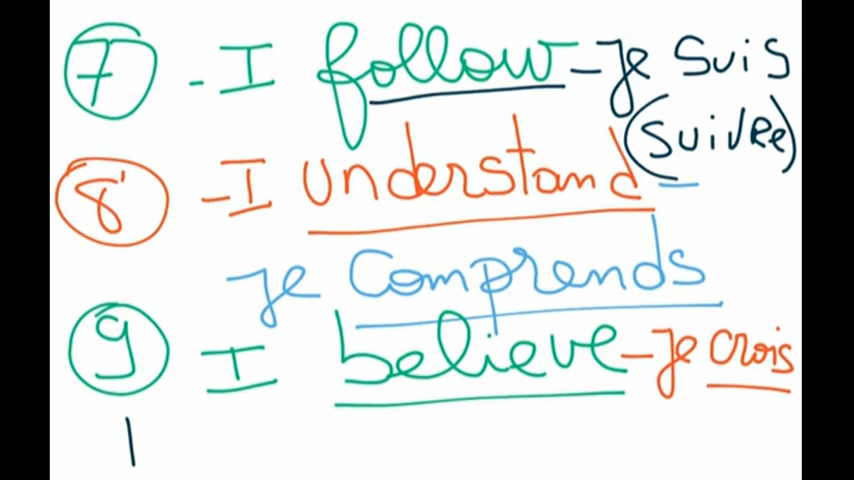 7 - I follow - Je suis
(suivre)
8 - I understand
Je comprends
9 I believe - Je crois
1